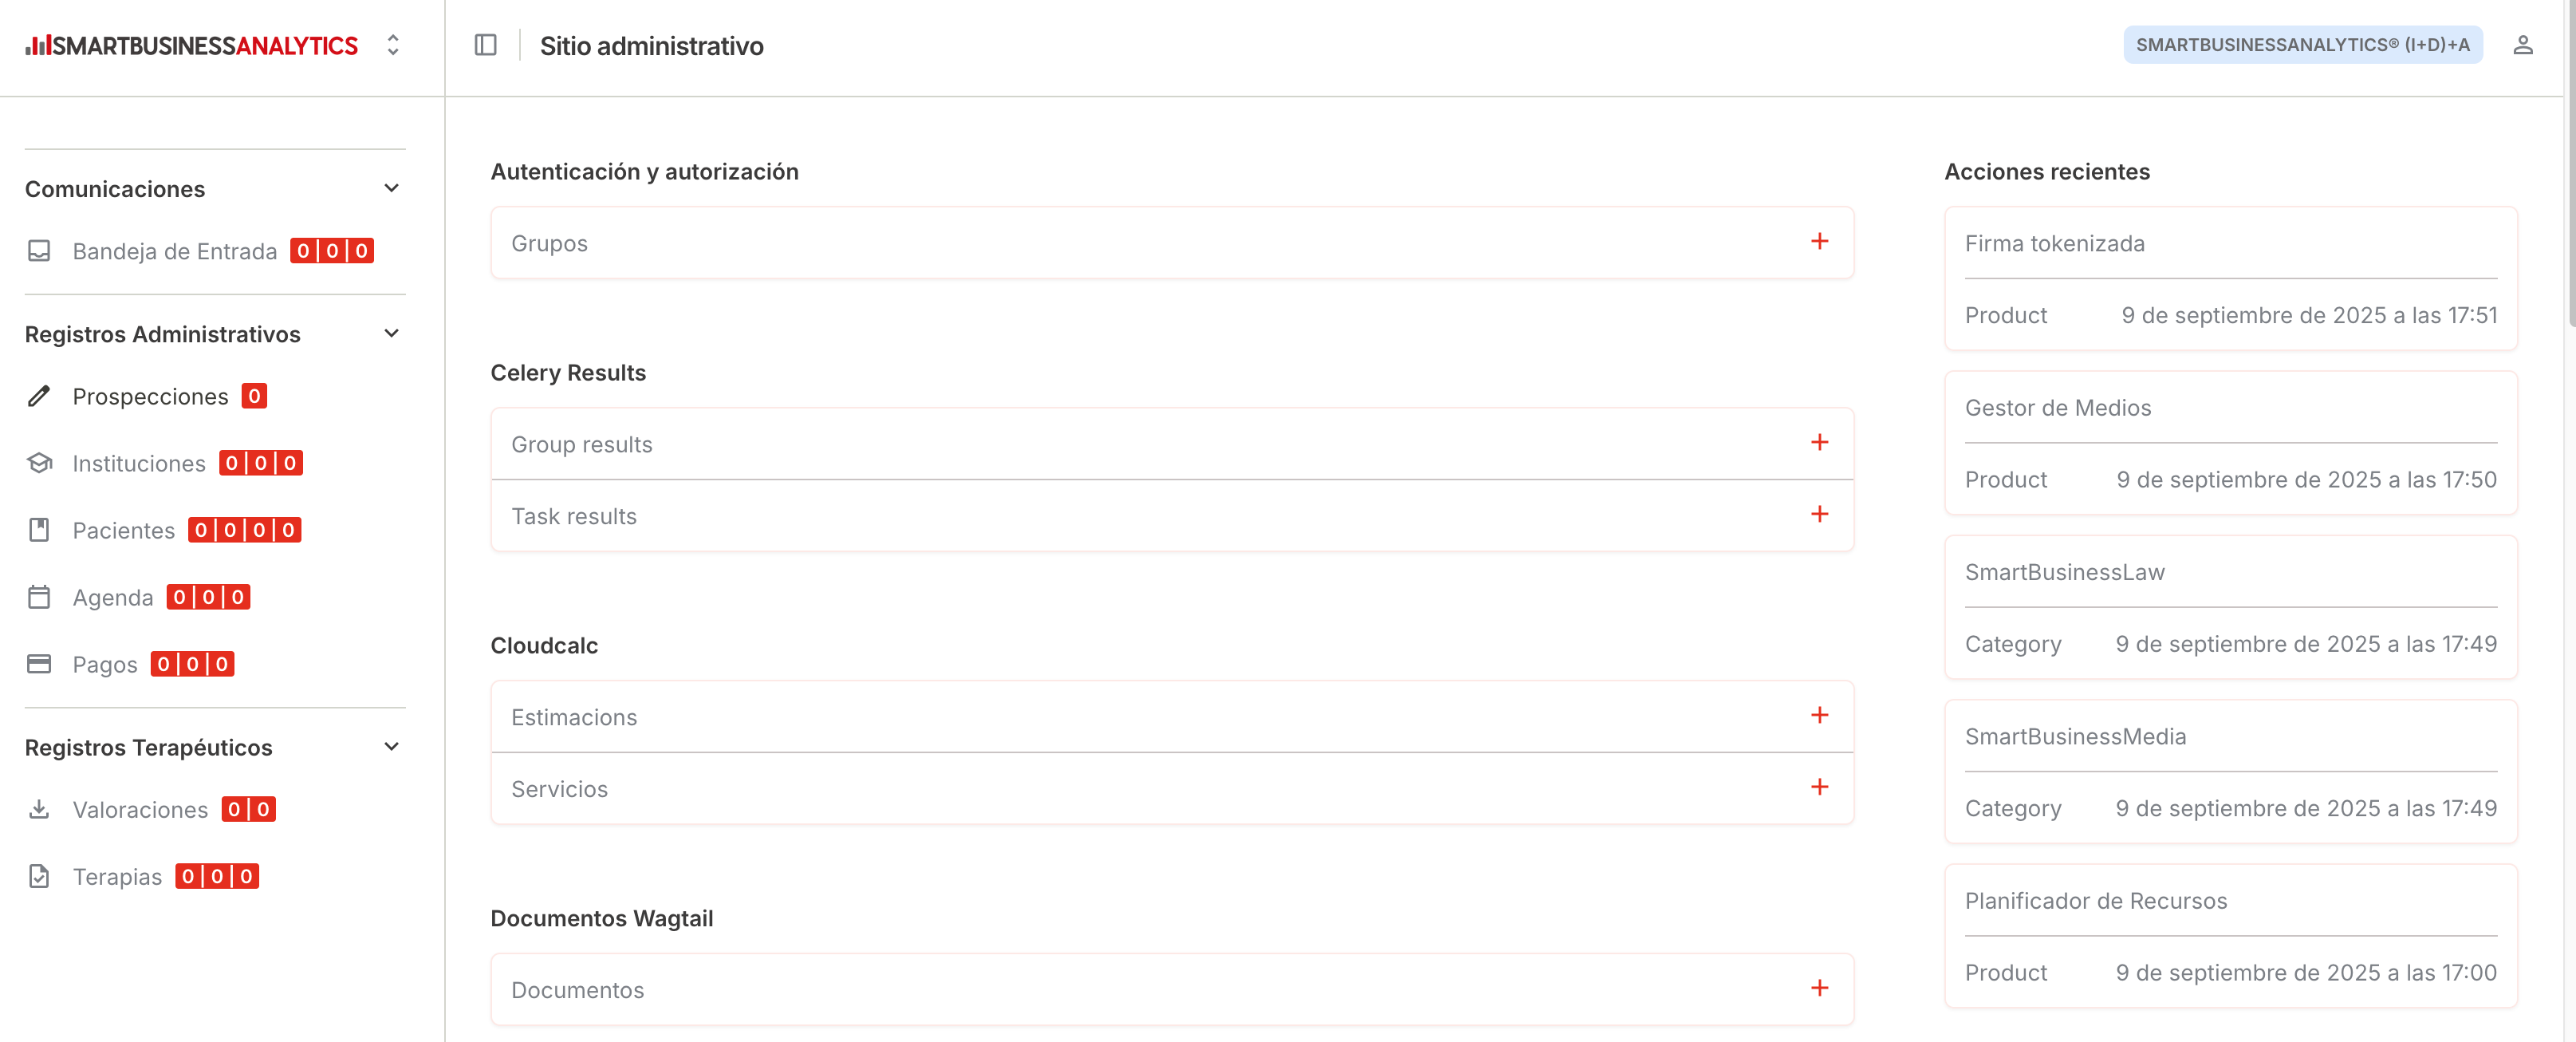 SMARTBUSINESSANALYTICS
Sitio administrativo
SMARTBUSINESSANALYTICS® (I+D)+A
Comunicaciones
Bandeja de Entrada 0|0|0
Registros Administrativos
Prospecciones 0
Instituciones 0|0|0
Pacientes 0|0|0|0
Agenda 0|0|0
Pagos 0|0|0
Registros Terapéuticos
Valoraciones 0|0
Terapias 0|0|0
Autenticación y autorización
Grupos +
Celery Results
Group results +
Task results +
Cloudcalc
Estimacions +
Servicios +
Documentos Wagtail
Documentos +
Acciones recientes
Firma tokenizada
Product 9 de septiembre de 2025 a las 17:51
Gestor de Medios
Product 9 de septiembre de 2025 a las 17:50
SmartBusinessLaw
Category 9 de septiembre de 2025 a las 17:49
SmartBusinessMedia
Category 9 de septiembre de 2025 a las 17:49
Planificador de Recursos
Product 9 de septiembre de 2025 a las 17:00